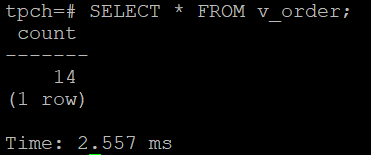 tpch=# SELECT * FROM v_order;
count
-------
14
(1 row)
Time: 2.557 ms